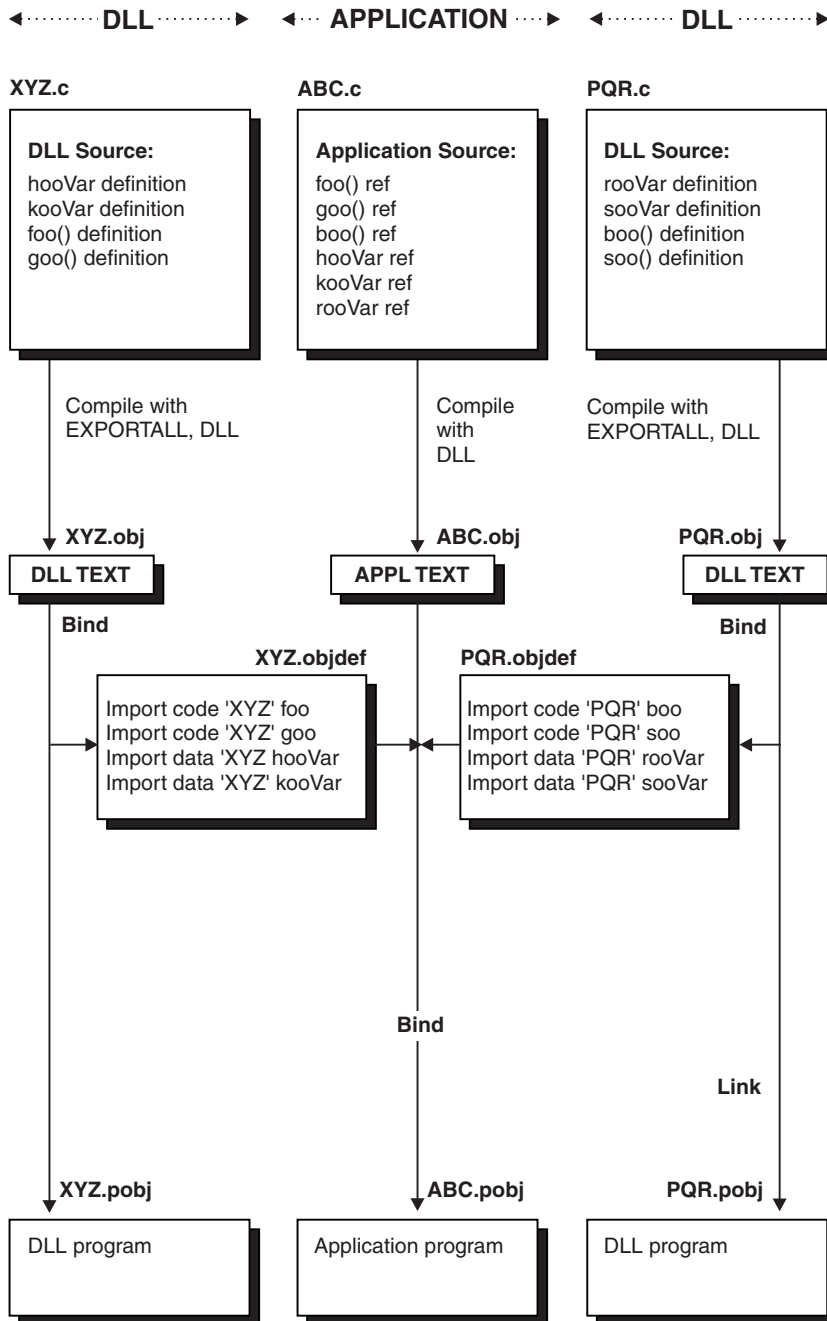 DLL
APPLICATION
DLL
XYZ.c
ABC.c
PQR.c
DLL Source:
hooVar definition
kooVar definition
foo() definition
goo() definition
Application Source:
foo() ref
goo() ref
boo() ref
hooVar ref
kooVar ref
rooVar ref
DLL Source:
rooVar definition
sooVar definition
boo() definition
soo() definition
Compile with
EXPORTALL, DLL
Compile
with
DLL
Compile with
EXPORTALL, DLL
XYZ.obj
ABC.obj
PQR.obj
DLL TEXT
APPL TEXT
DLL TEXT
Bind
Bind
XYZ.objdef
PQR.objdef
Import code 'XYZ' foo
Import code 'XYZ' goo
Import data 'XYZ hooVar
Import data 'XYZ' kooVar
Import code 'PQR' boo
Import code 'PQR' soo
Import data 'PQR' rooVar
Import data 'PQR' sooVar
Bind
Link
XYZ.pobj
ABC.pobj
PQR.pobj
DLL program
Application program
DLL program